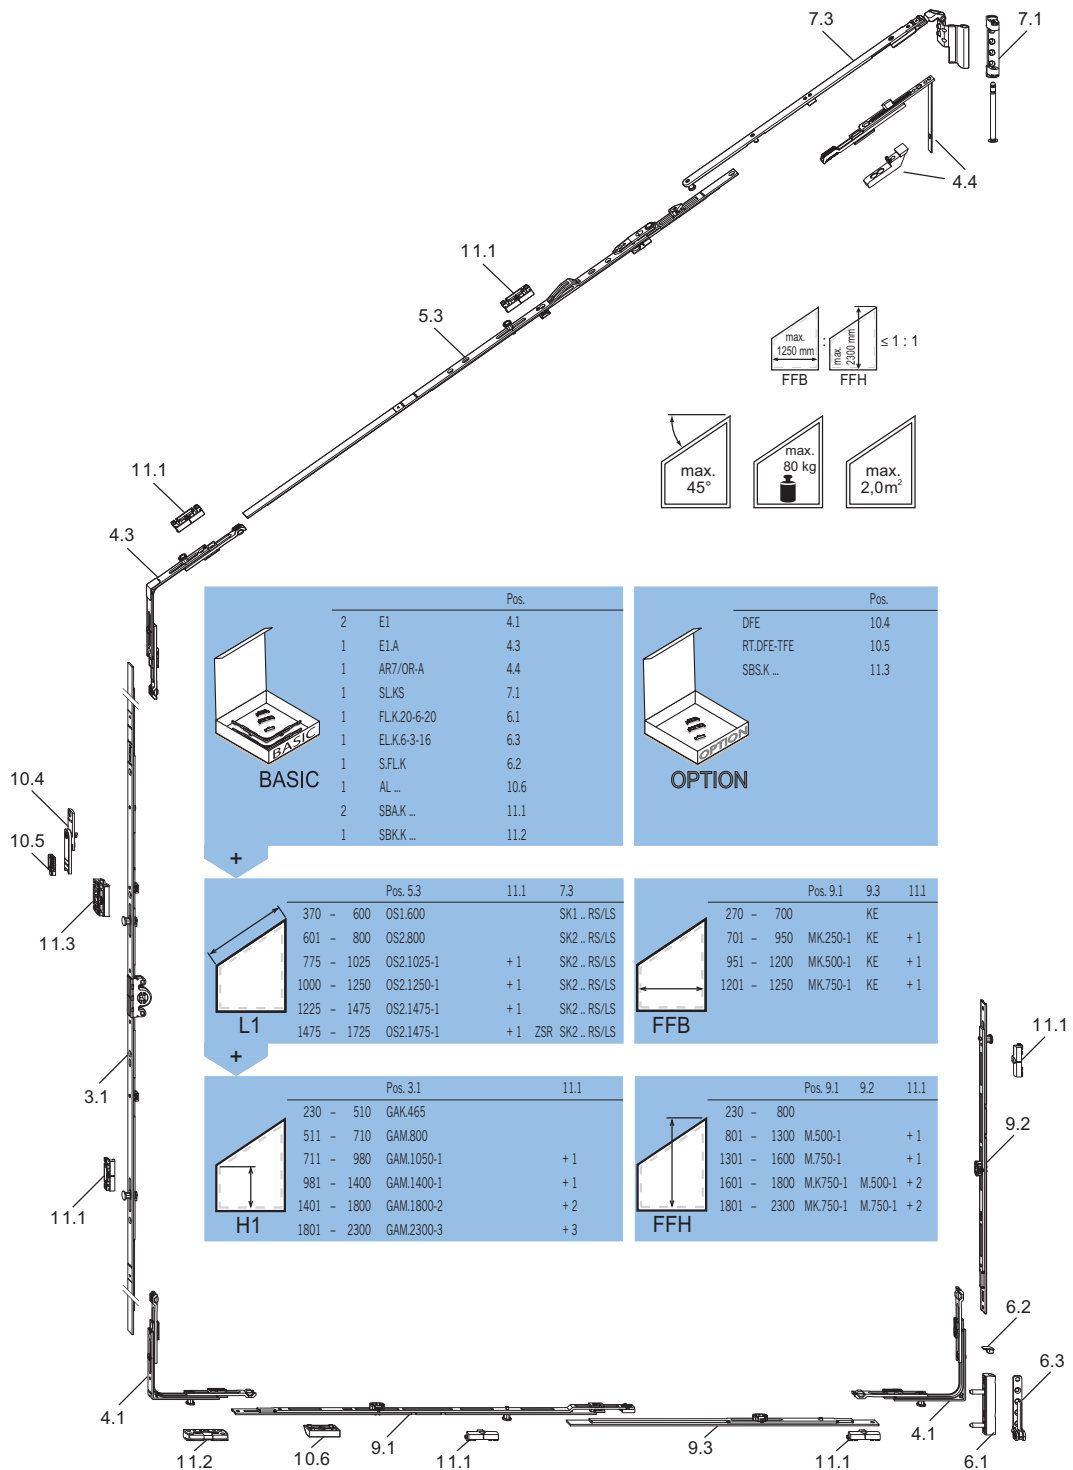 7.3
7.1
4.4
11.1
5.3
max.
1250 mm
:
max.
2300 mm
≤ 1 : 1
FFB
FFH
max.
45°
max.
80 kg
max.
2,0m²
11.1
4.3
Pos.
2 E1 4.1
1 E1.A 4.3
1 AR7/OR-A 4.4
1 SL.KS 7.1
1 FL.K.20-6-20 6.1
1 EL.K.6-3-16 6.3
1 S.FL.K 6.2
1 AL ... 10.6
2 SBA.K ... 11.1
1 SBK.K ... 11.2
BASIC
BASIC
Pos.
DFE 10.4
RT.DFE-TFE 10.5
SBS.K ... 11.3
OPTION
OPTION
+
10.4
10.5
11.3
Pos. 5.3 11.1 7.3
370 – 600 OS1.600 SK1 .. RS/LS
601 – 800 OS2.800 SK2 .. RS/LS
775 – 1025 OS2.1025-1 + 1 SK2 .. RS/LS
1000 – 1250 OS2.1250-1 + 1 SK2 .. RS/LS
1225 – 1475 OS2.1475-1 + 1 SK2 .. RS/LS
1475 – 1725 OS2.1475-1 + 1 ZSR SK2 .. RS/LS
L1
Pos. 9.1 9.3 11.1
270 – 700 KE
701 – 950 MK.250-1 KE + 1
951 – 1200 MK.500-1 KE + 1
1201 – 1250 MK.750-1 KE + 1
FFB
+
3.1
11.1
Pos. 3.1 11.1
230 – 510 GAK.465
511 – 710 GAM.800
711 – 980 GAM.1050-1 + 1
981 – 1400 GAM.1400-1 + 1
1401 – 1800 GAM.1800-2 + 2
1801 – 2300 GAM.2300-3 + 3
H1
Pos. 9.1 9.2 11.1
230 – 800
801 – 1300 M.500-1 + 1
1301 – 1600 M.750-1 + 1
1601 – 1800 M.K750-1 M.500-1 + 2
1801 – 2300 MK.750-1 M.750-1 + 2
FFH
11.1
9.2
6.2
6.3
4.1
11.2
10.6
9.1
11.1
9.3
11.1
4.1
6.1